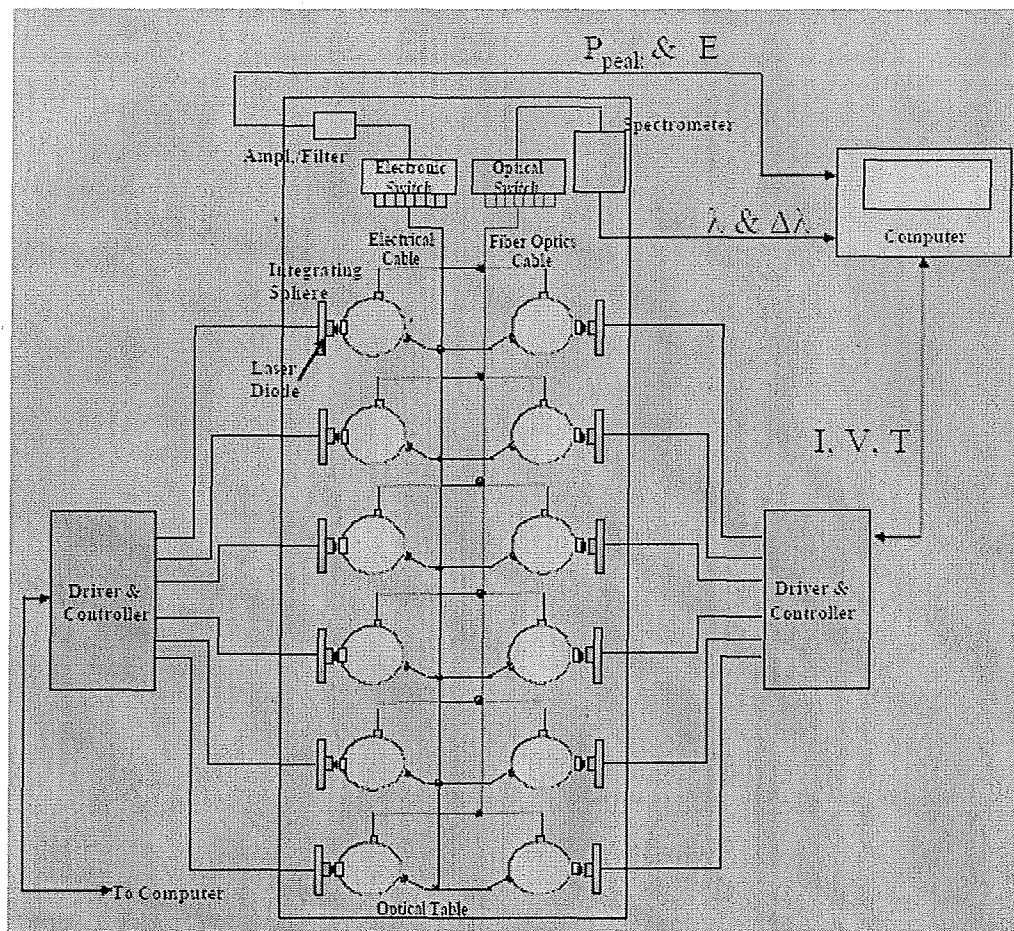 P peak & E
Spectrometer
Ampl./Filter
Electronic
Switch
Optical
Switch
λ & Δλ
Computer
Electrical
Cable
Fiber Optics
Cable
Integrating
Sphere
Laser
Diode
I, V, T
Driver &
Controller
Driver &
Controller
To Computer
Optical Table